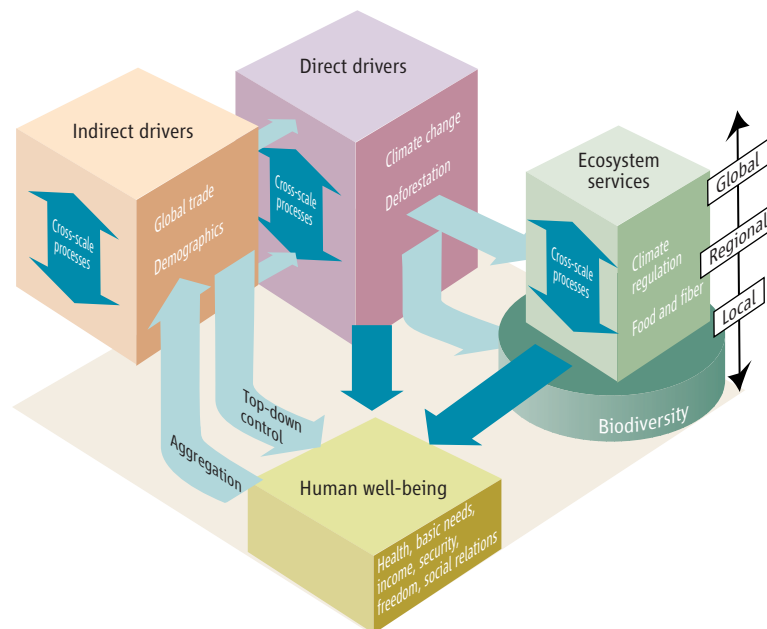 Direct drivers
Indirect drivers
Climate change
Deforestation
Cross-scale
processes
Global trade
Demographics
Cross-scale
processes
Ecosystem
services
Cross-scale
processes
Climate
regulation
Food and fiber
Global
Regional
Local
Biodiversity
Top-down
control
Aggregation
Human well-being
Health, basic needs,
income, security,
freedom, social relations